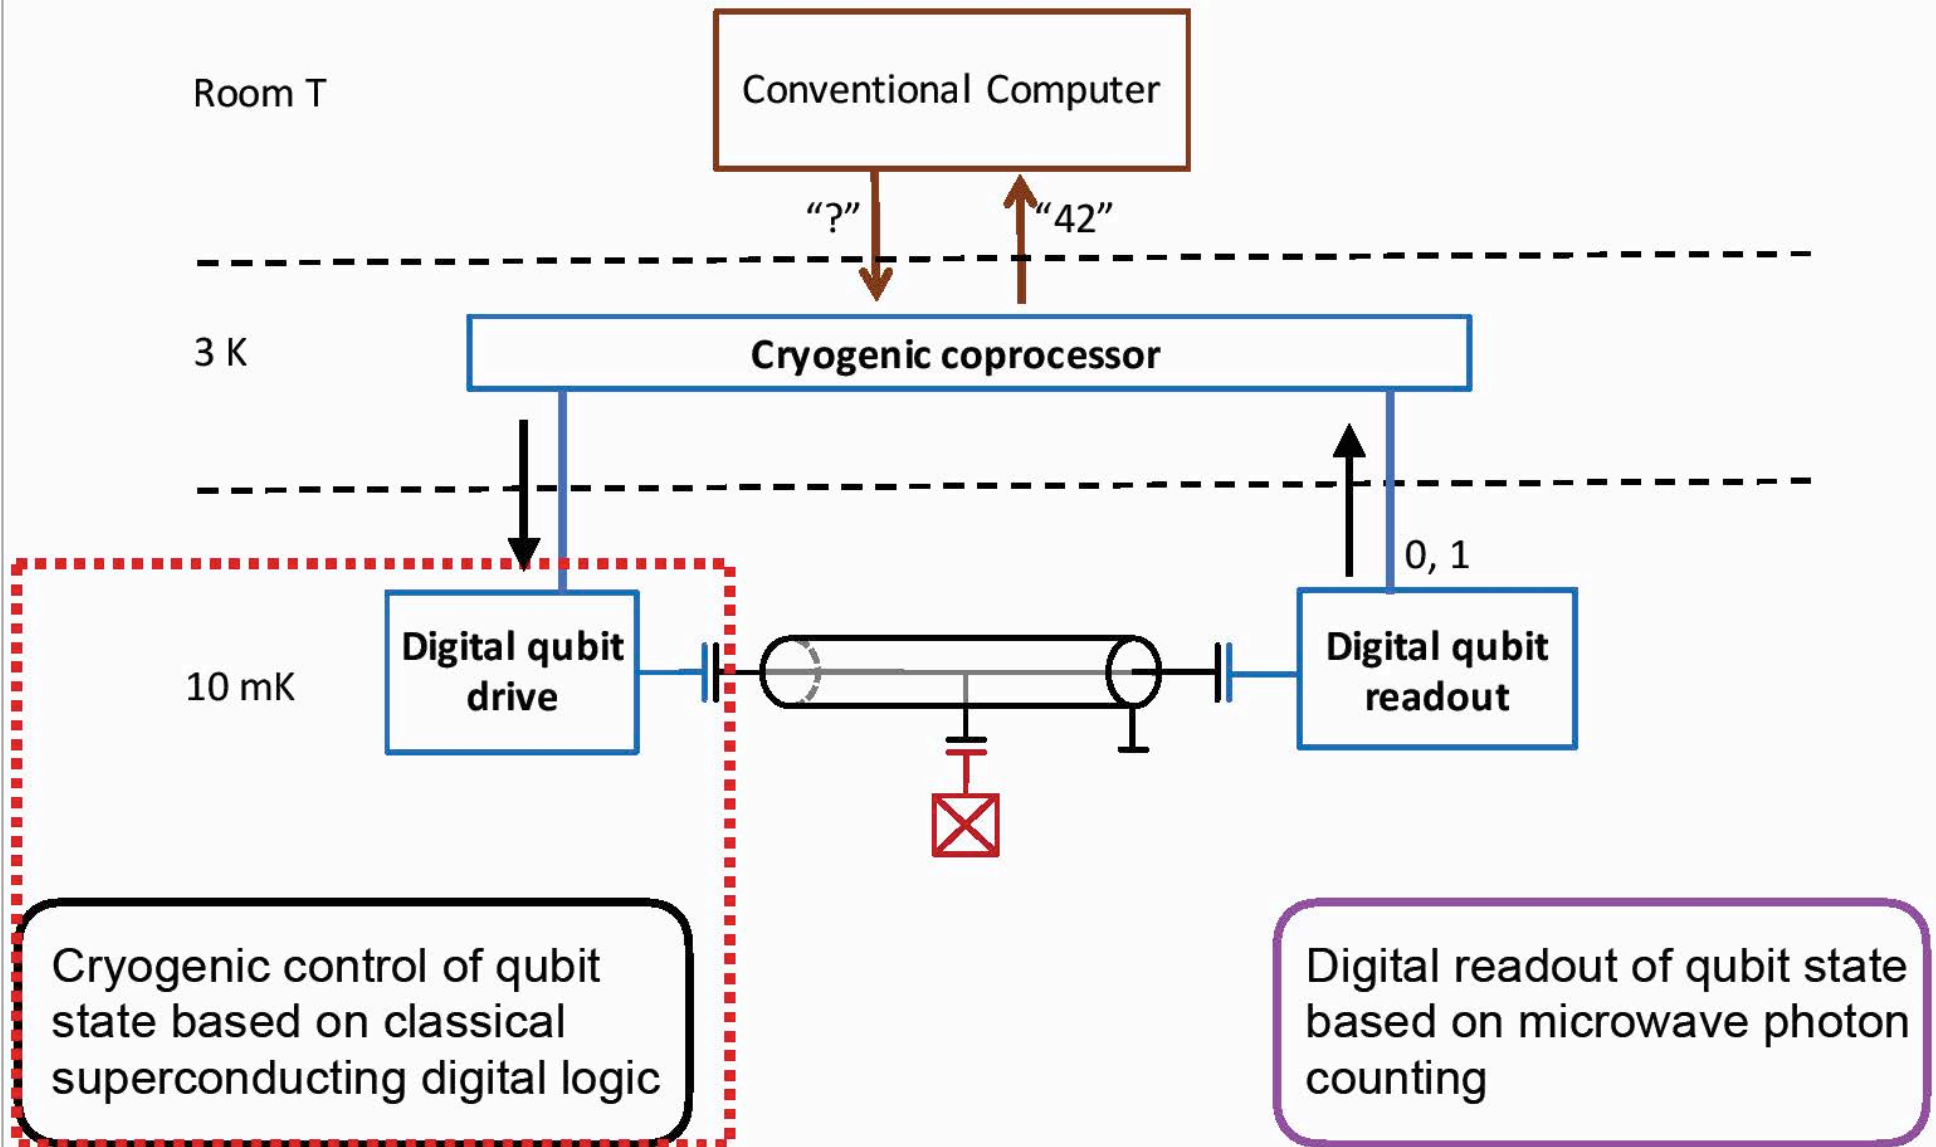 Room T
Conventional Computer
“?”
“42”
3 K
Cryogenic coprocessor
0, 1
10 mK
Digital qubit
drive
Digital qubit
readout
Cryogenic control of qubit
state based on classical
superconducting digital logic
Digital readout of qubit state
based on microwave photon
counting